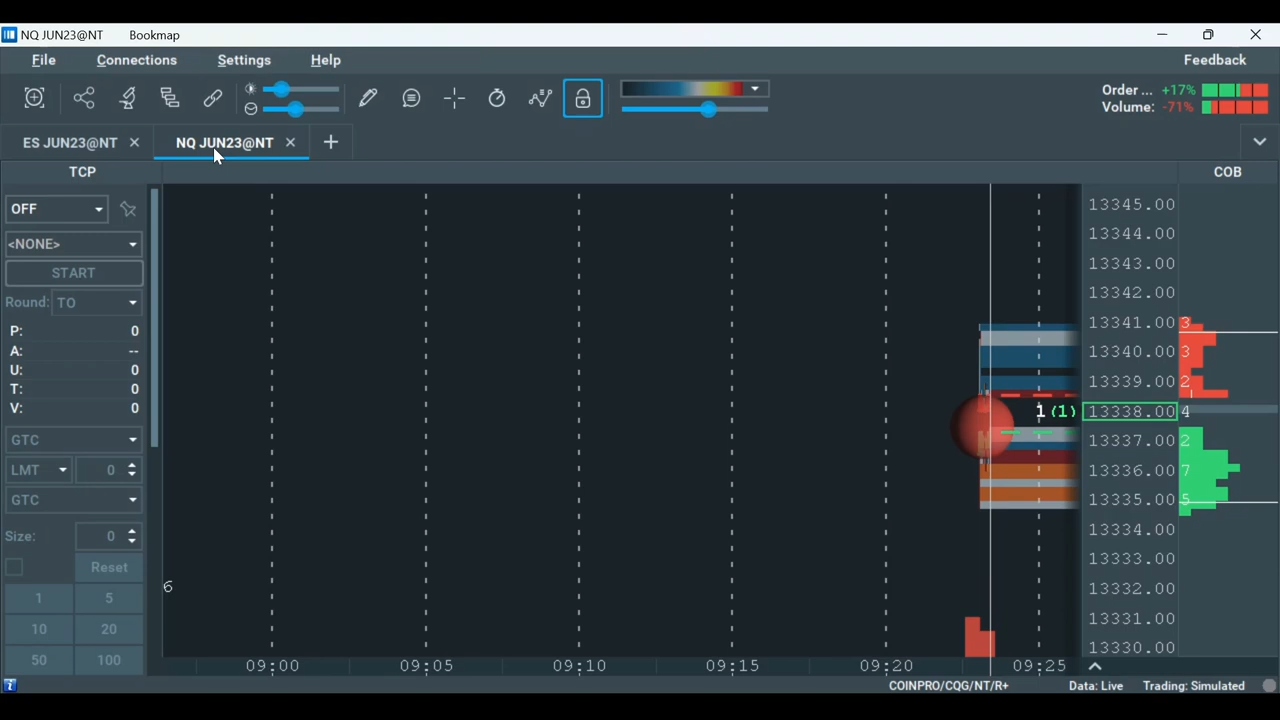 NQ JUN23@NT Bookmap
File Connections Settings Help Feedback
Order ... +17%
Volume: -71%
ES JUN23@NT NQ JUN23@NT
TCP COB
OFF
<NONE>
START
Round: TO
P: 0
A: --
U: 0
T: 0
V: 0
GTC
LMT 0
GTC
Size: 0
Reset
1 5
10 20
50 100
6
1 (1)
13345.00
13344.00
13343.00
13342.00
13341.00 3
13340.00 3
13339.00 2
13338.00 4
13337.00 2
13336.00 7
13335.00 5
13334.00
13333.00
13332.00
13331.00
13330.00
09:00 09:05 09:10 09:15 09:20 09:25
COINPRO/CQG/NT/R+ Data: Live Trading: Simulated